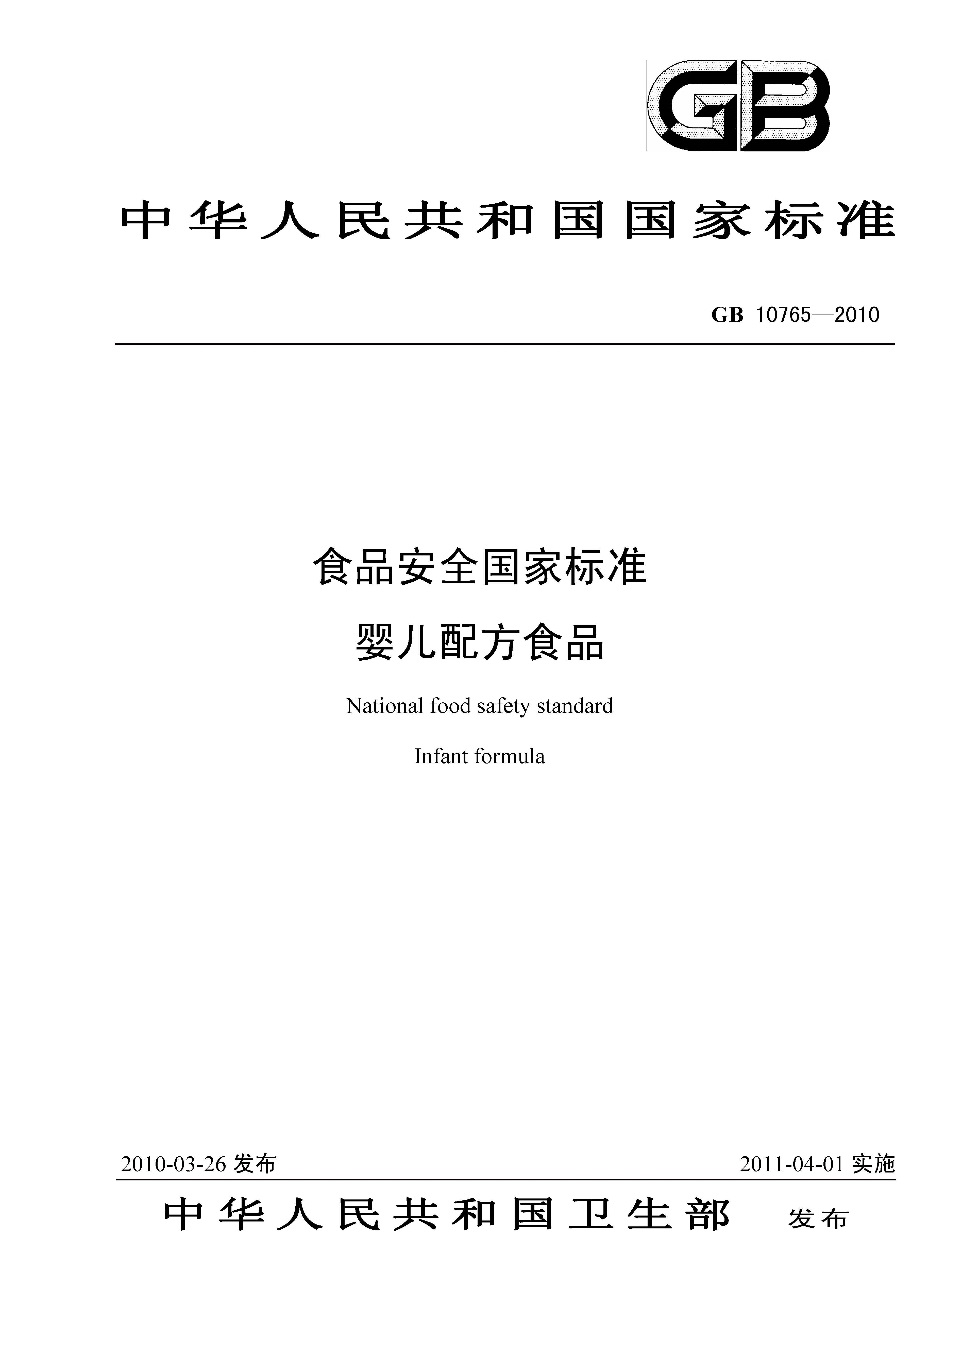 GB
中华人民共和国国家标准
GB 10765—2010
食品安全国家标准
婴儿配方食品
National food safety standard
Infant formula
2010-03-26 发布
2011-04-01 实施
中华人民共和国卫生部 发布